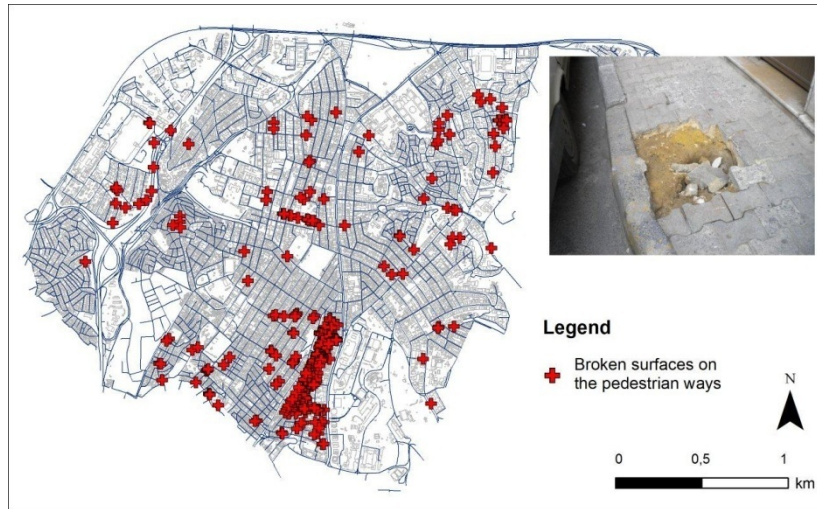 Legend
Broken surfaces on
the pedestrian ways
N
0 0,5 1
km